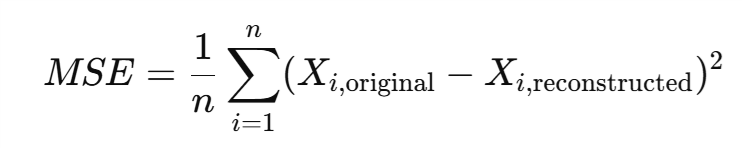 MSE = \frac{1}{n} \sum_{i=1}^{n} (X_{i,\text{original}} - X_{i,\text{reconstructed}})^2